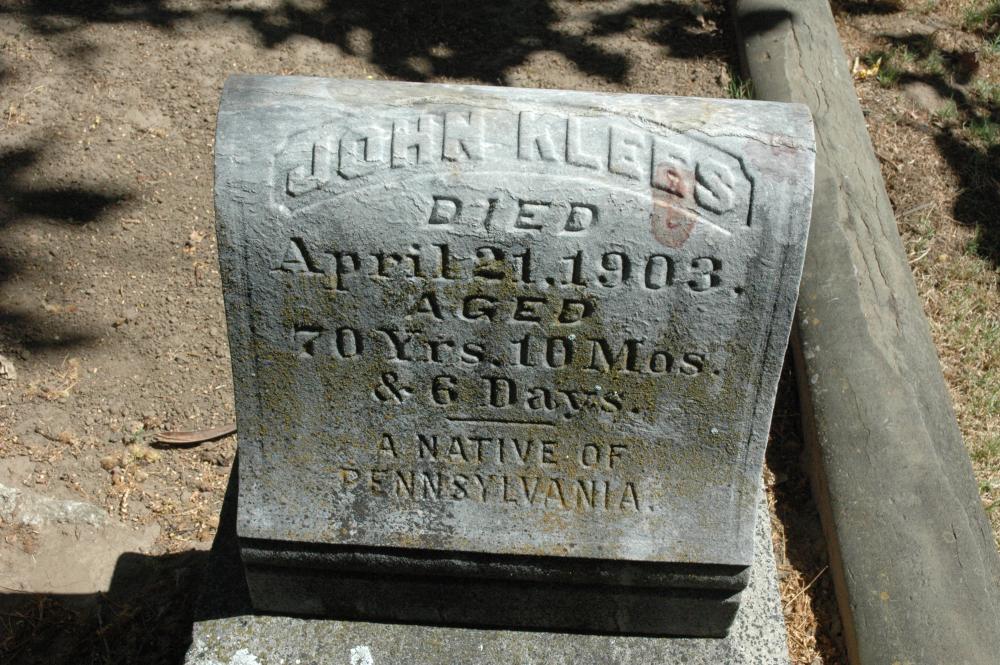 JOHN KLEES
DIED
April 21. 1903.
AGED
70 Yrs. 10 Mos.
& 6 Days.
A NATIVE OF
PENNSYLVANIA.